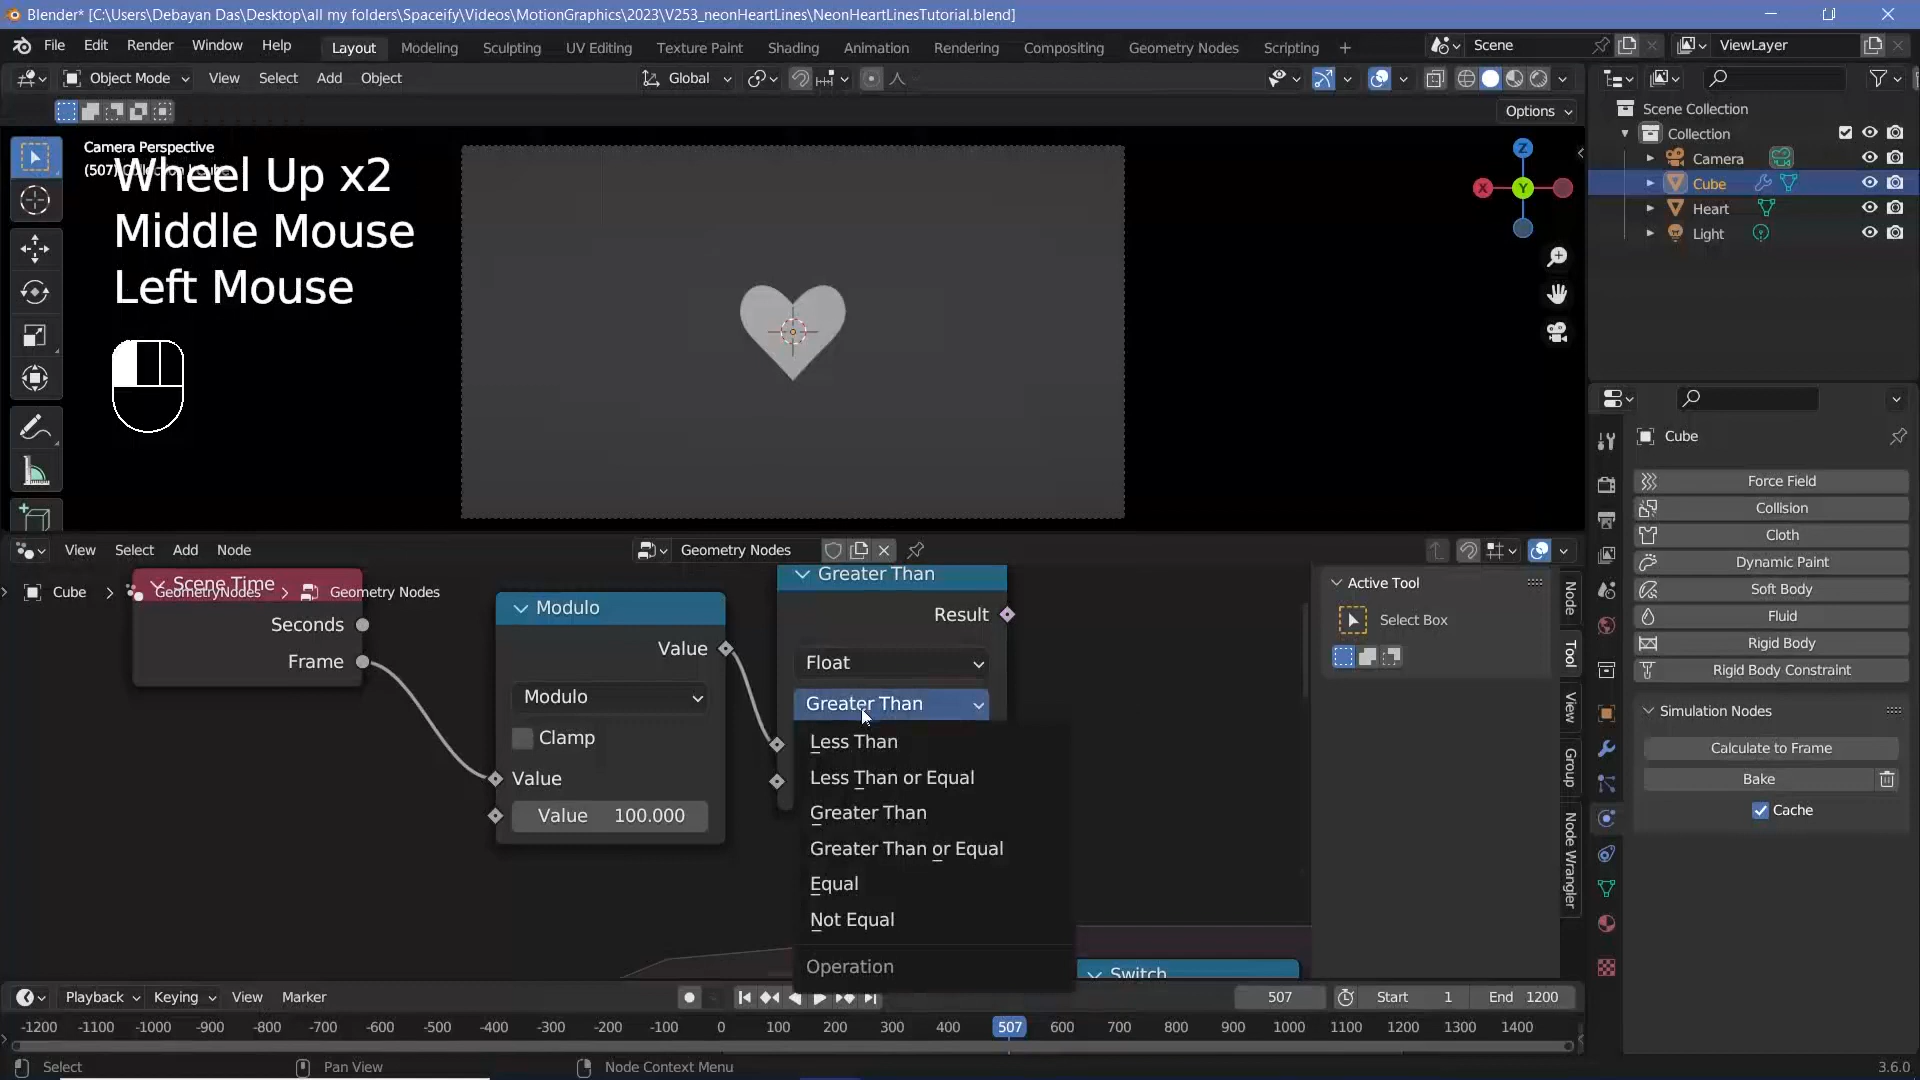 Blender* [C:\Users\Debayan Das\Desktop\all my folders\Spaceify\Videos\MotionGraphics\2023\V253_neonHeartLines\NeonHeartLinesTutorial.blend]
File Edit Render Window Help Layout Modeling Sculpting UV Editing Texture Paint Shading Animation Rendering Compositing Geometry Nodes Scripting + Scene ViewLayer
Object Mode View Select Add Object Global
Options
Camera Perspective
(507)
Wheel Up x2
Middle Mouse
Left Mouse
Z
X Y
Scene Collection
Collection
Camera
Cube
Heart
Light
Cube
Force Field
Collision
Cloth
Dynamic Paint
Soft Body
Fluid
Rigid Body
Rigid Body Constraint
Simulation Nodes
Calculate to Frame
Bake
Cache
View Select Add Node Geometry Nodes
Cube > GeometryNodes > Geometry Nodes
Scene Time
Seconds
Frame
Modulo
Value
Modulo
Clamp
Value
Value 100.000
Greater Than
Result
Float
Greater Than
Less Than
Less Than or Equal
Greater Than
Greater Than or Equal
Equal
Not Equal
Operation
Switch
Active Tool
Select Box
Node
Tool
View
Group
Node Wrangler
Playback Keying View Marker 507 Start 1 End 1200
-1200 -1100 -1000 -900 -800 -700 -600 -500 -400 -300 -200 -100 0 100 200 300 400 507 600 700 800 900 1000 1100 1200 1300 1400
Select Pan View Node Context Menu 3.6.0